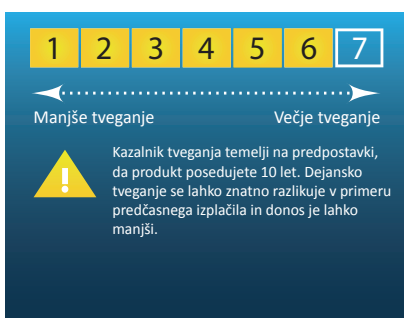 1 2 3 4 5 6 7
Manjše tveganje Večje tveganje
Kazalnik tveganja temelji na predpostavki,
da produkt posedujete 10 let. Dejansko
tveganje se lahko znatno razlikuje v primeru
predčasnega izplačila in donos je lahko
manjši.